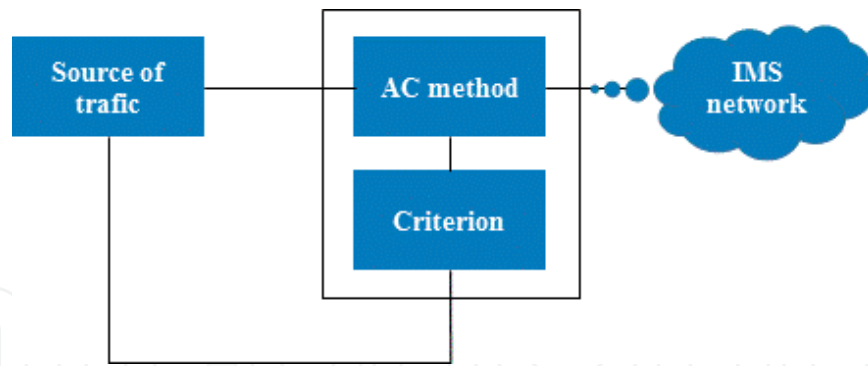 Source of
trafic
AC method
IMS
network
Criterion